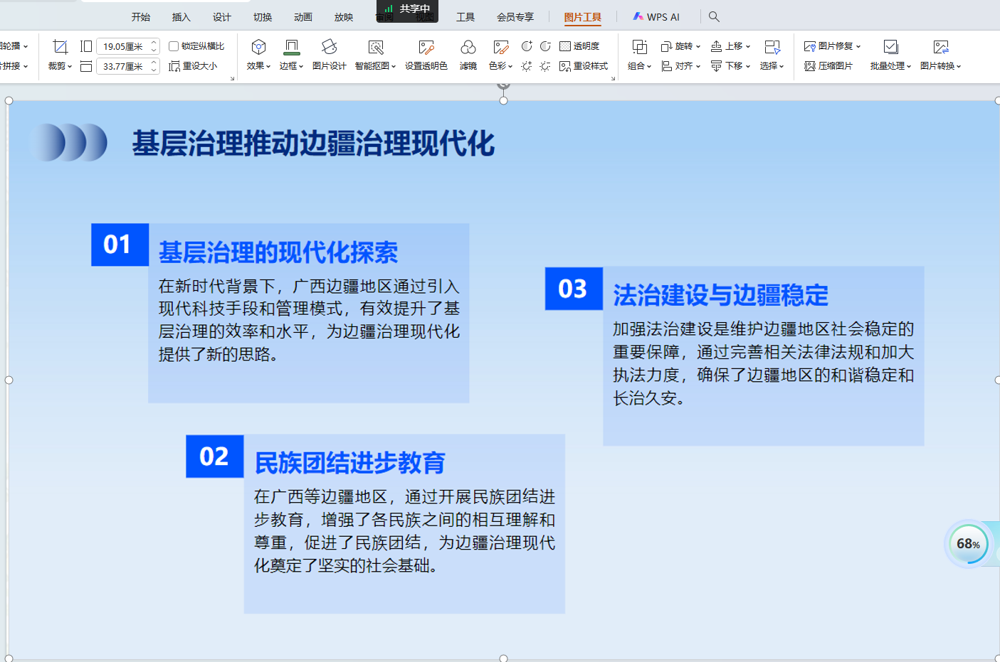 共享中
开始 插入 设计 切换 动画 放映 审阅 视图 工具 会员专享 图片工具 WPS AI
轮播 19.05厘米 锁定纵横比 透明度 旋转 上移 图片修复
拼接 裁剪 33.77厘米 重设大小 效果 边框 图片设计 智能抠图 设置透明色 滤镜 色彩 重设样式 组合 对齐 下移 选择 压缩图片 批量处理 图片转换
基层治理推动边疆治理现代化
01
基层治理的现代化探索
在新时代背景下，广西边疆地区通过引入
现代科技手段和管理模式，有效提升了基
层治理的效率和水平，为边疆治理现代化
提供了新的思路。
02
民族团结进步教育
在广西等边疆地区，通过开展民族团结进
步教育，增强了各民族之间的相互理解和
尊重，促进了民族团结，为边疆治理现代
化奠定了坚实的社会基础。
03
法治建设与边疆稳定
加强法治建设是维护边疆地区社会稳定的
重要保障，通过完善相关法律法规和加大
执法力度，确保了边疆地区的和谐稳定和
长治久安。
68%